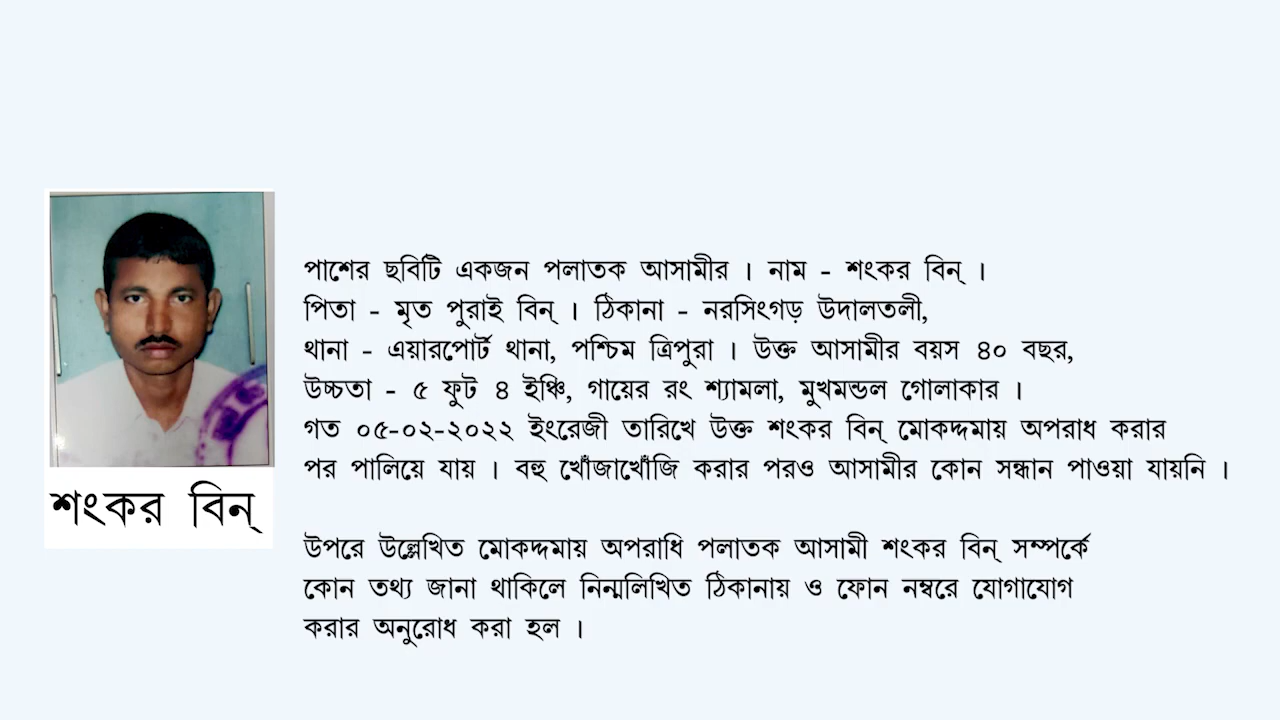 শংকর বিন্
পাশের ছবিটি একজন পলাতক আসামীর । নাম - শংকর বিন্ ।
পিতা - মৃত পুরাই বিন্ । ঠিকানা - নরসিংগড় উদালতলী,
থানা - এয়ারপোর্ট থানা, পশ্চিম ত্রিপুরা । উক্ত আসামীর বয়স ৪০ বছর,
উচ্চতা - ৫ ফুট ৪ ইঞ্চি, গায়ের রং শ্যামলা, মুখমন্ডল গোলাকার ।
গত ০৫-০২-২০২২ ইংরেজী তারিখে উক্ত শংকর বিন্ মোকদ্দমায় অপরাধ করার
পর পালিয়ে যায় । বহু খোঁজাখোঁজি করার পরও আসামীর কোন সন্ধান পাওয়া যায়নি ।
উপরে উল্লেখিত মোকদ্দমায় অপরাধি পলাতক আসামী শংকর বিন্ সম্পর্কে
কোন তথ্য জানা থাকিলে নিন্মলিখিত ঠিকানায় ও ফোন নম্বরে যোগাযোগ
করার অনুরোধ করা হল ।